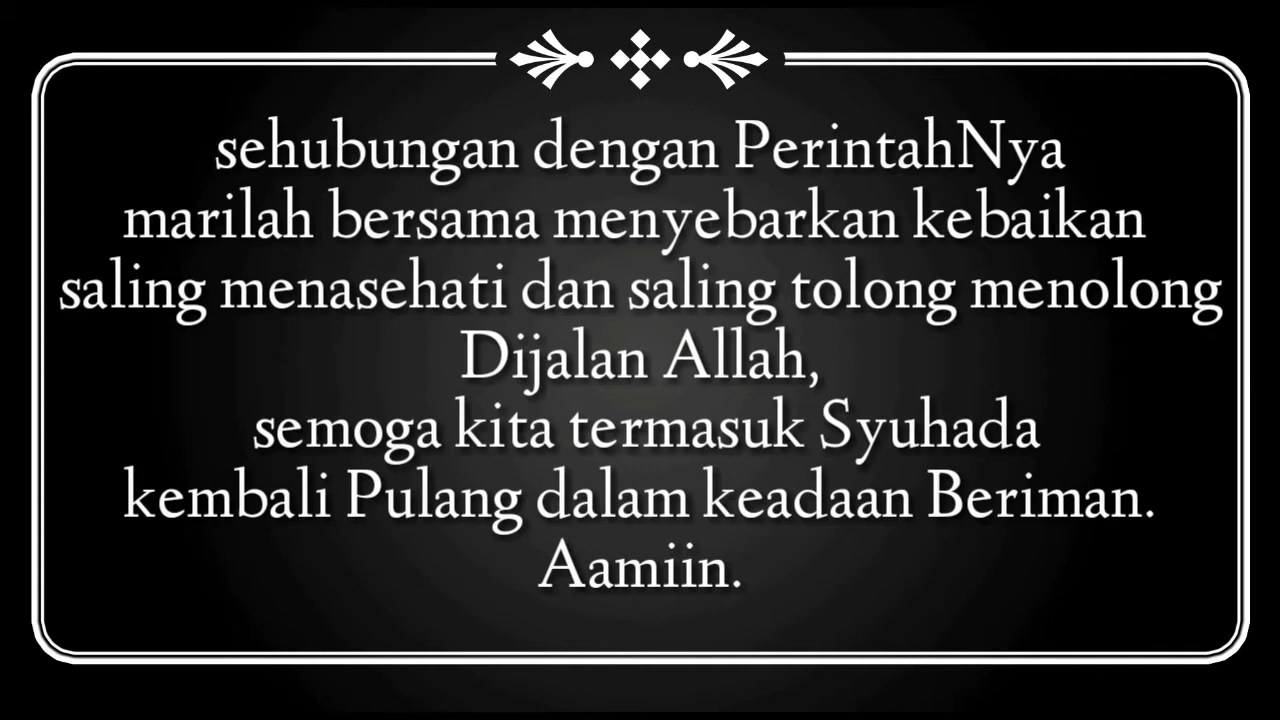 sehubungan dengan PerintahNya
marilah bersama menyebarkan kebaikan
saling menasehati dan saling tolong menolong
Dijalan Allah,
semoga kita termasuk Syuhada
kembali Pulang dalam keadaan Beriman.
Aamiin.